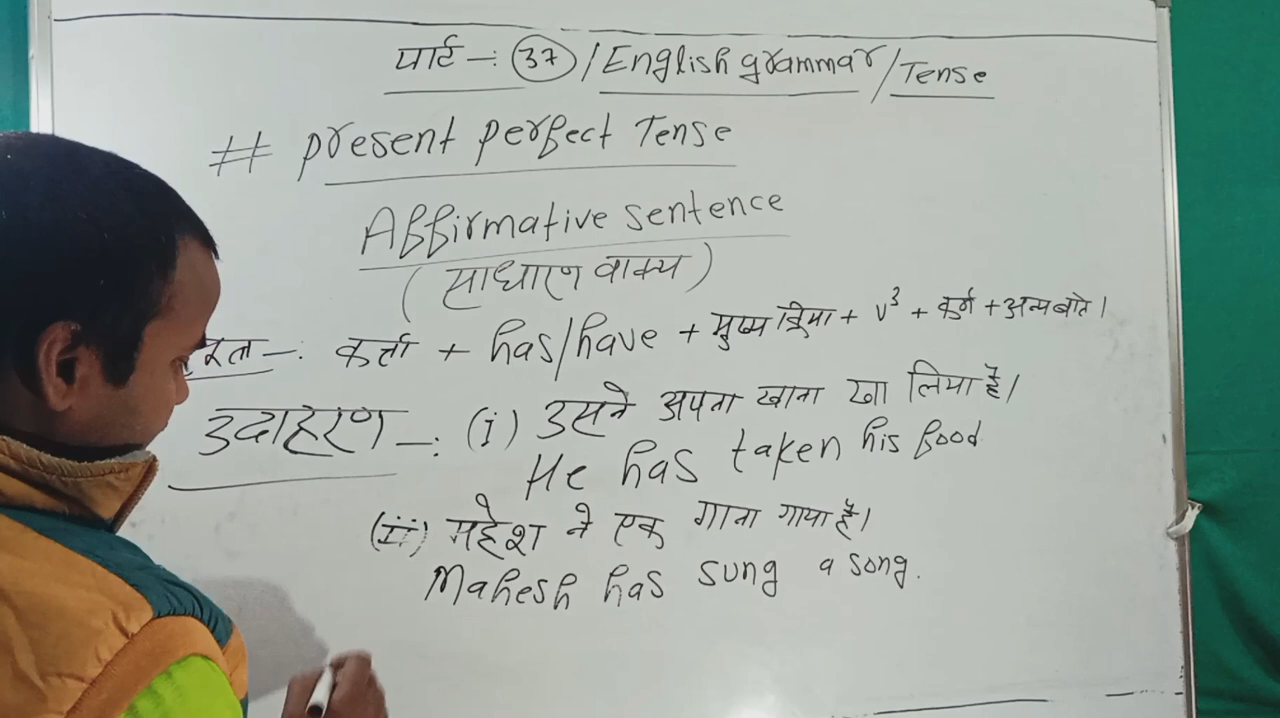 पार्ट -: 37 / English grammar / Tense
# present perfect Tense
Affirmative sentence
(साधारण वाक्य)
कर्त्ता + has/have + मुख्य क्रिया + v³ + कर्म + अन्य बाते।
उदाहरण -: (i) उसने अपना खाना खा लिया है।
He has taken his food
(ii) महेश ने एक गाना गाया है।
Mahesh has sung a song.